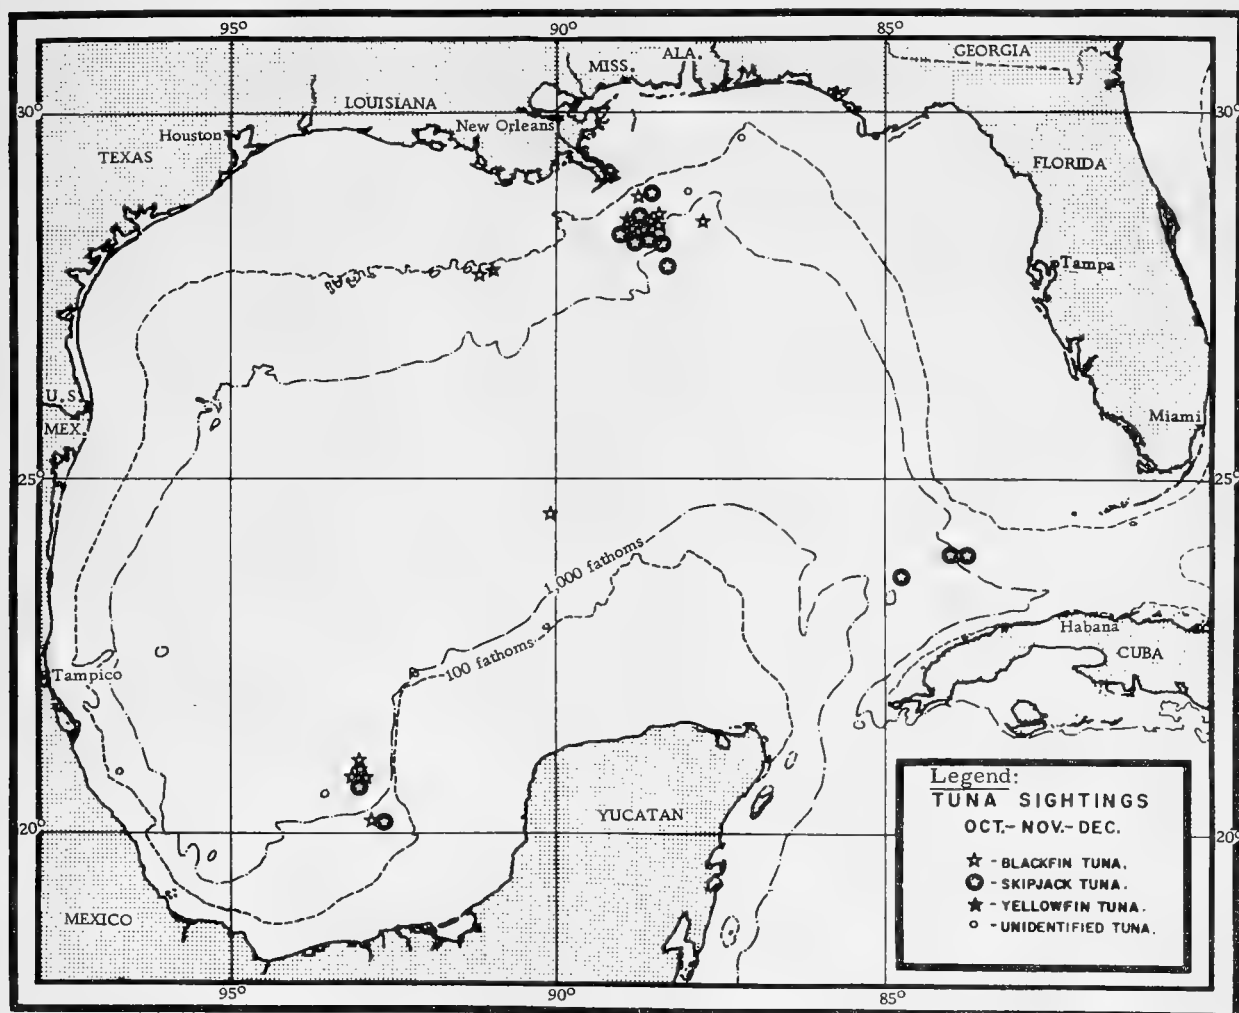 95° 90° 85°
GEORGIA
ALA.
MISS.
30° 30°
LOUISIANA
New Orleans
Houston
TEXAS
FLORIDA
Tampa
U.S.
MEX.
Miami
25° 25°
1,000 fathoms
100 fathoms
Habana
CUBA
Tampico
YUCATAN
20° 20°
MEXICO
Legend:
TUNA SIGHTINGS
OCT.-NOV.-DEC.
- BLACKFIN TUNA.
- SKIPJACK TUNA.
- YELLOWFIN TUNA.
- UNIDENTIFIED TUNA.
95° 90° 85°